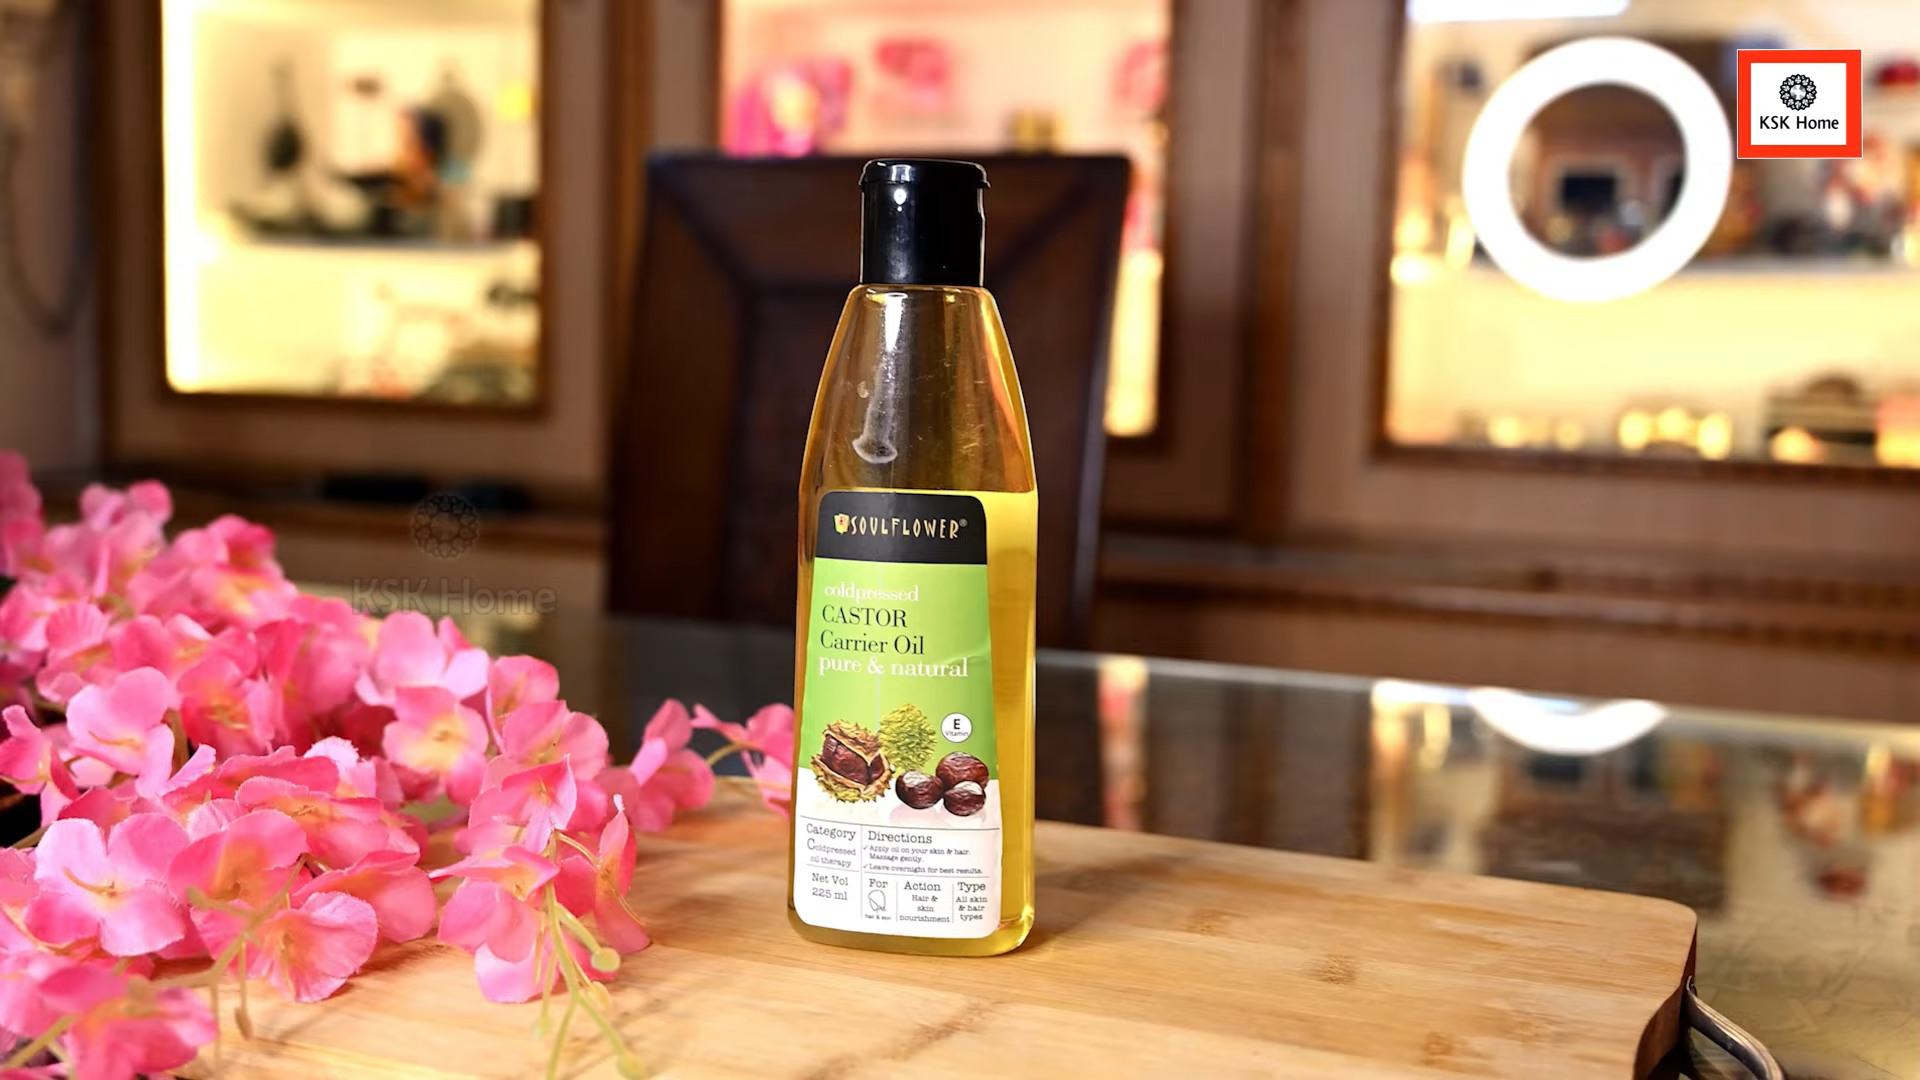 KSK Home
KSK Home
SOULFLOWER®
coldpressed
CASTOR
Carrier Oil
pure & natural
E
Vitamin
Category
Coldpressed
oil therapy
Directions
✓ Apply oil on your skin & hair.
Massage gently.
✓ Leave overnight for best results.
Net Vol
225 ml
For
hair & skin
Action
Hair &
skin
nourishment
Type
All skin
& hair
types